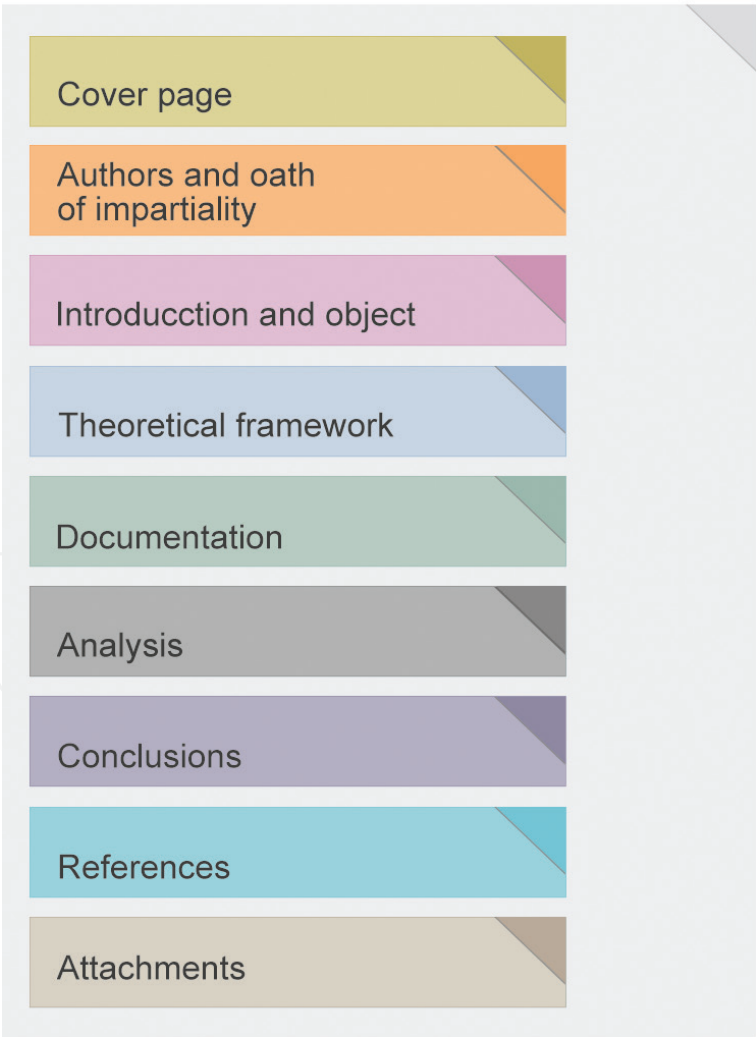 Cover page
Authors and oath
of impartiality
Introducction and object
Theoretical framework
Documentation
Analysis
Conclusions
References
Attachments